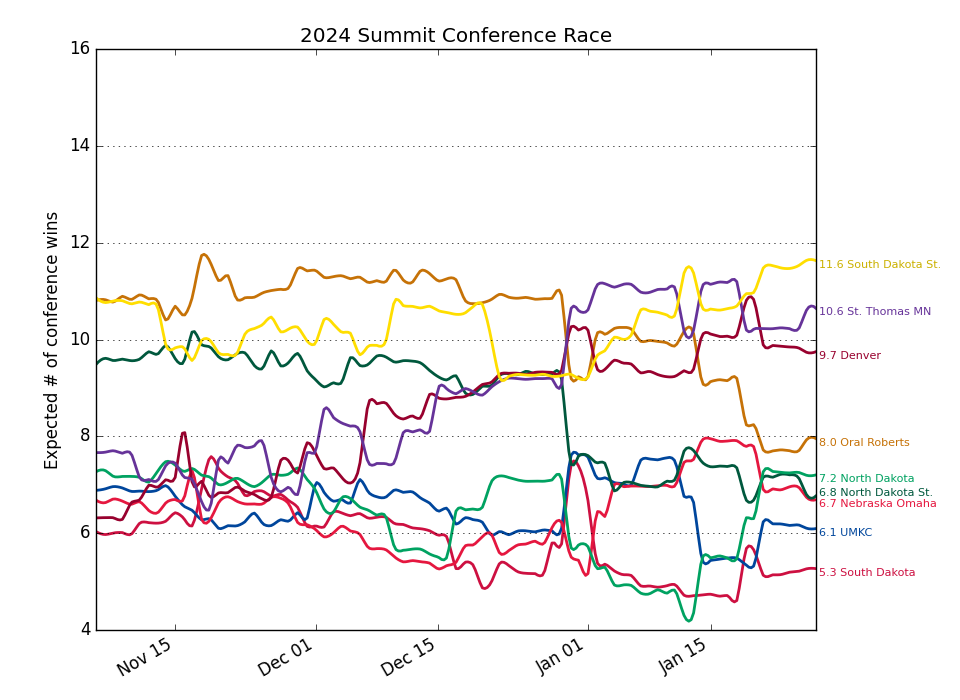 2024 Summit Conference Race
Expected # of conference wins
16
14
12
10
8
6
4
Nov 15
Dec 01
Dec 15
Jan 01
Jan 15
11.6 South Dakota St.
10.6 St. Thomas MN
9.7 Denver
8.0 Oral Roberts
7.2 North Dakota
6.8 North Dakota St.
6.7 Nebraska Omaha
6.1 UMKC
5.3 South Dakota